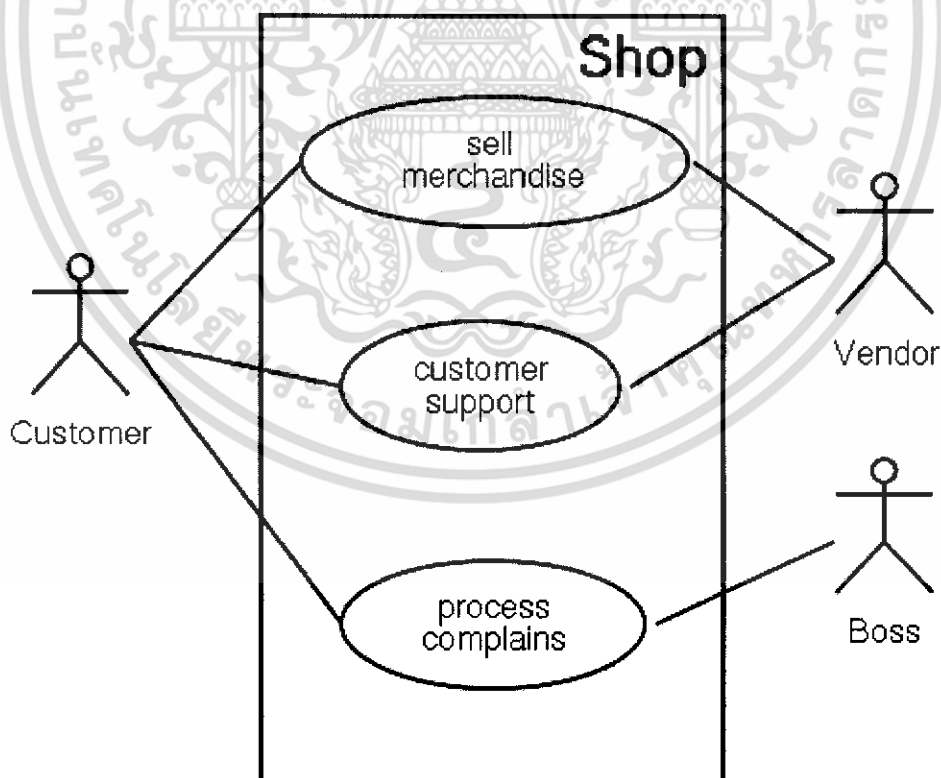 Shop
sell
merchandise
customer
support
process
complains
Customer
Vendor
Boss